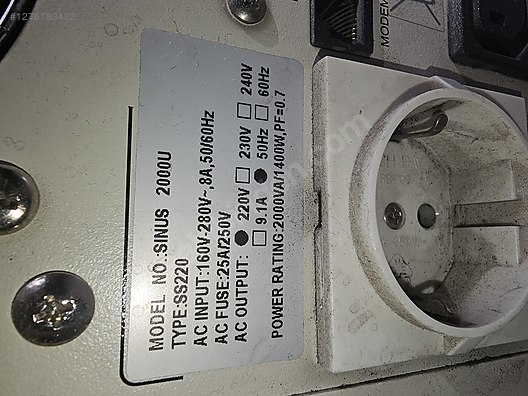 #1276783482
MODEM
MODEL NO.:SINUS 2000U
TYPE:SS220
AC INPUT:160V-280V~,8A,50/60Hz
AC FUSE:25A/250V
AC OUTPUT: ● 220V □ 230V □ 240V
□ 9.1A ● 50Hz □ 60Hz
POWER RATING:2000VA/1400W,PF=0.7